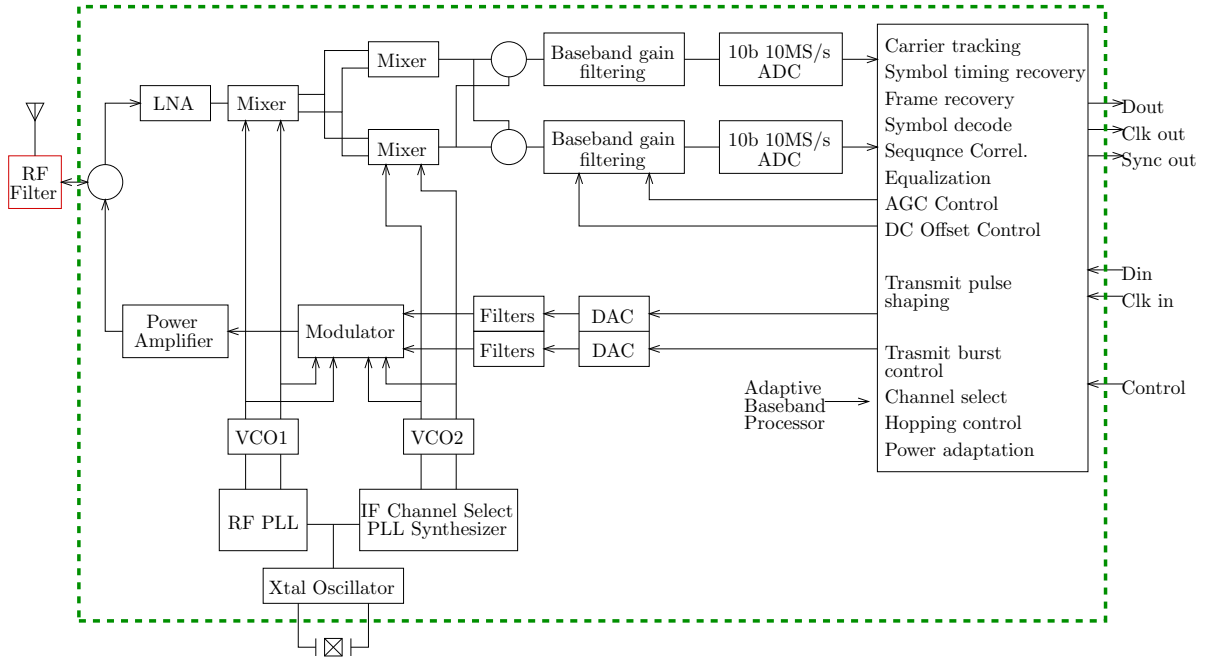 Mixer
Baseband gain
filtering
10b 10MS/s
ADC
Carrier tracking
Symbol timing recovery
LNA
Mixer
Frame recovery
Dout
Symbol decode
Clk out
Mixer
Baseband gain
filtering
10b 10MS/s
ADC
Sequqnce Correl.
Sync out
RF
Filter
Equalization
AGC Control
DC Offset Control
Din
Transmit pulse
shaping
Clk in
Power
Amplifier
Modulator
Filters
DAC
Filters
DAC
Trasmit burst
control
Control
Adaptive
Baseband
Processor
Channel select
Hopping control
Power adaptation
VCO1
VCO2
RF PLL
IF Channel Select
PLL Synthesizer
Xtal Oscillator